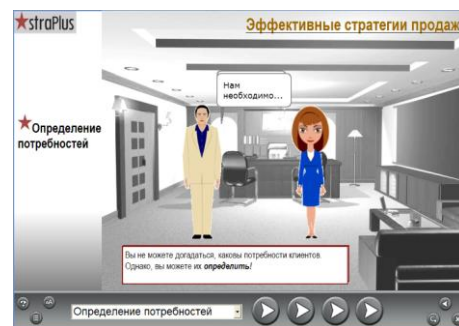 ★straPlus
Эффективные стратегии продаж
Нам
необходимо...
★Определение
потребностей
Вы не можете догадаться, каковы потребности клиентов.
Однако, вы можете их определить!
Определение потребностей